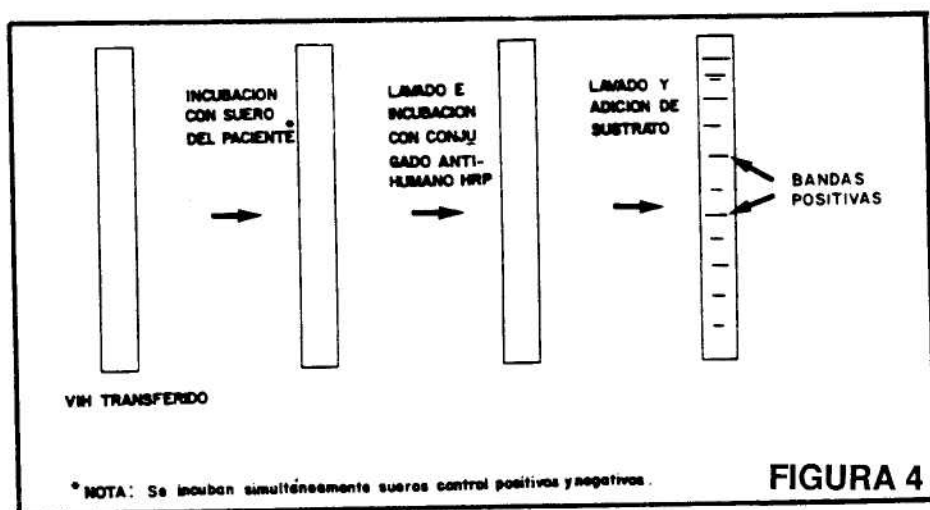 INCUBACION
CON SUERO
DEL PACIENTE*
LAVADO E
INCUBACION
CON CONJU
GADO ANTI-
HUMANO HRP
LAVADO Y
ADICION DE
SUBSTRATO
BANDAS
POSITIVAS
VIH TRANSFERIDO
* NOTA: Se incuban simultáneamente sueros control positivos y negativos.
FIGURA 4